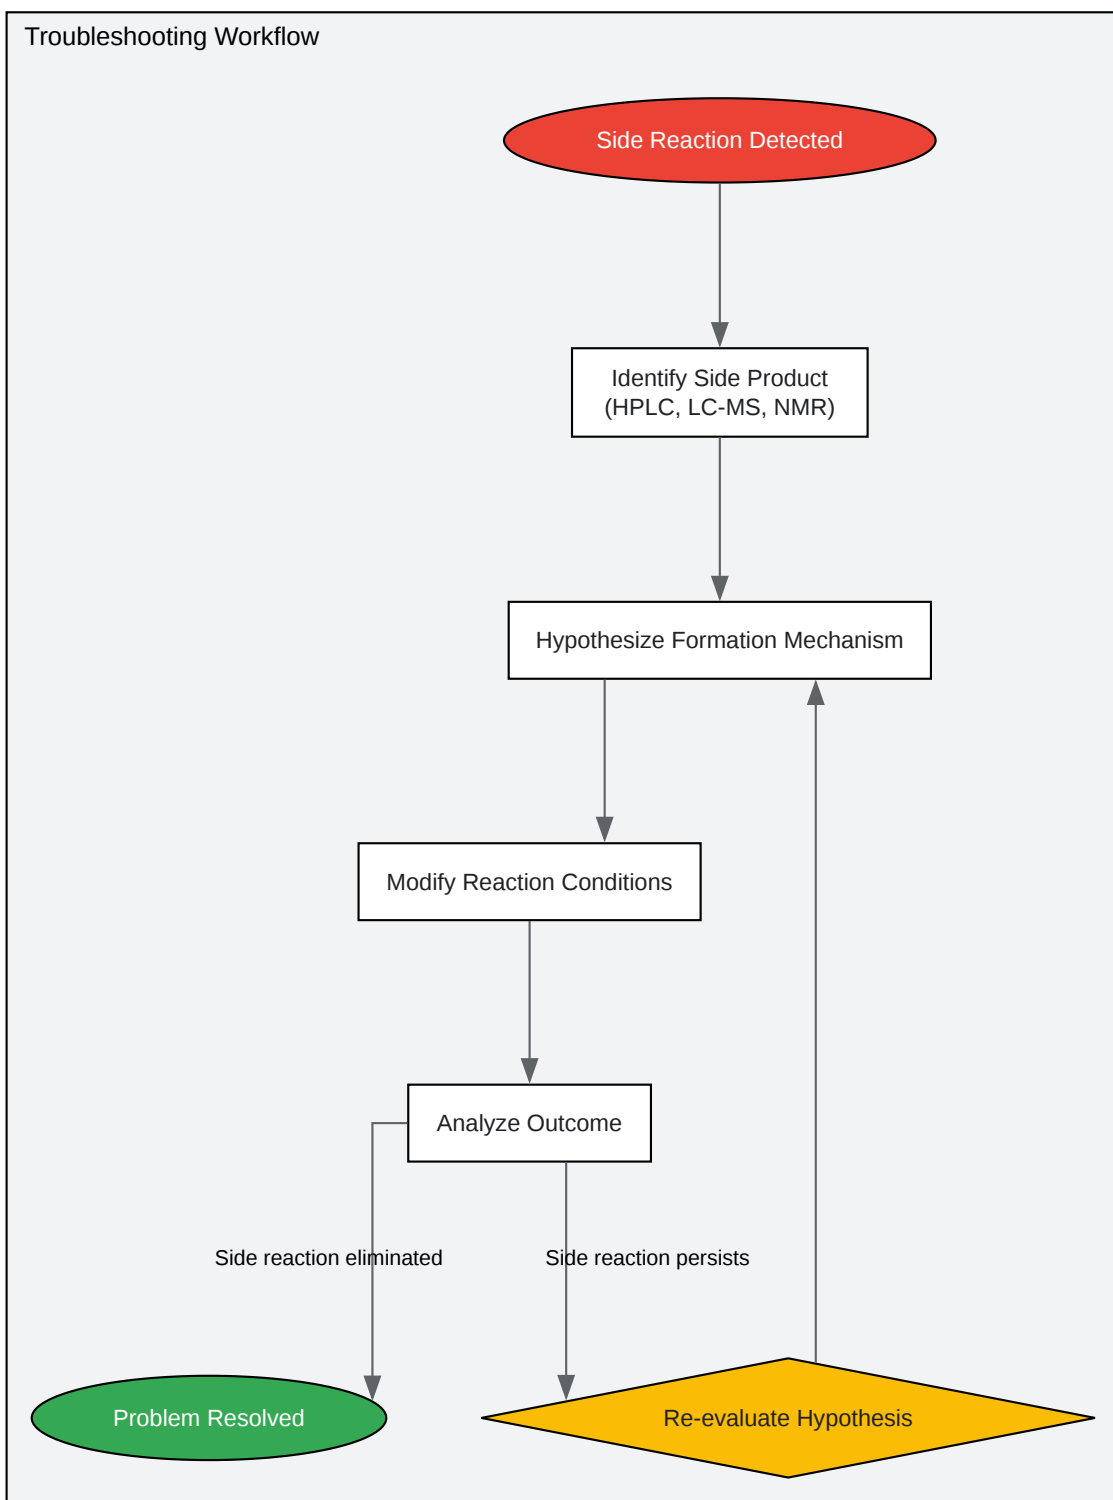 Troubleshooting Workflow
Side Reaction Detected
Identify Side Product
(HPLC, LC-MS, NMR)
Hypothesize Formation Mechanism
Modify Reaction Conditions
Analyze Outcome
Side reaction eliminated
Side reaction persists
Problem Resolved
Re-evaluate Hypothesis